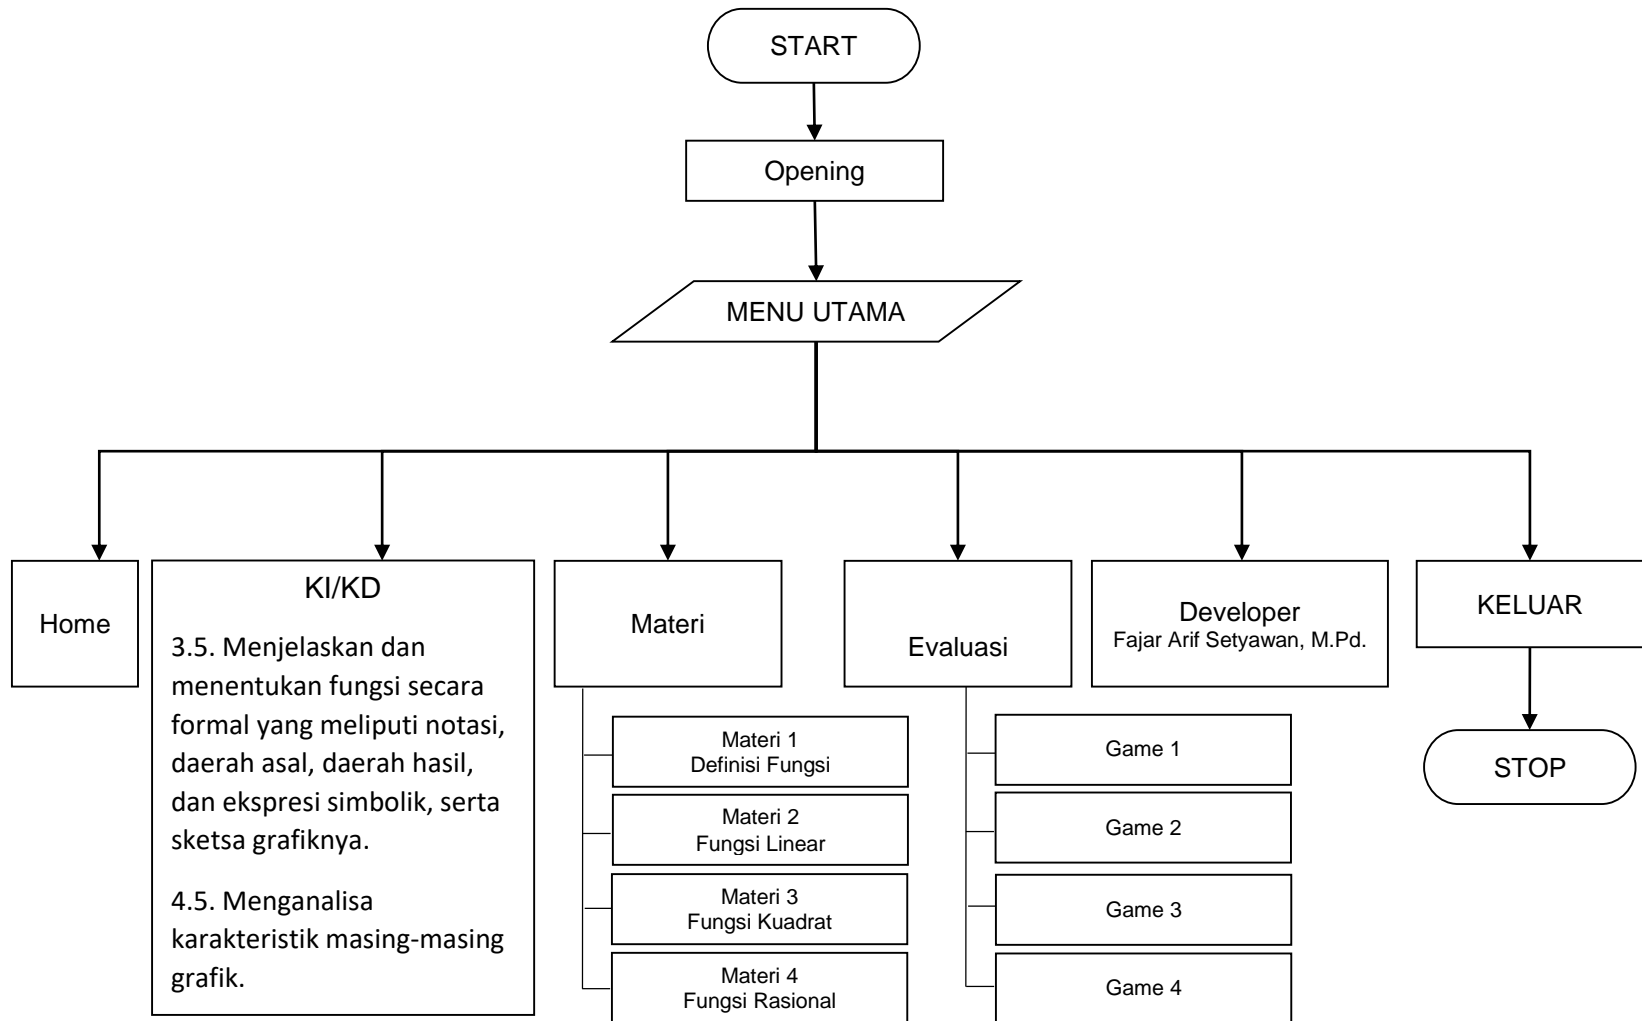 START
Opening
MENU UTAMA
Home
KI/KD
3.5. Menjelaskan dan
menentukan fungsi secara
formal yang meliputi notasi,
daerah asal, daerah hasil,
dan ekspresi simbolik, serta
sketsa grafiknya.
4.5. Menganalisa
karakteristik masing-masing
grafik.
Materi
Materi 1
Definisi Fungsi
Materi 2
Fungsi Linear
Materi 3
Fungsi Kuadrat
Materi 4
Fungsi Rasional
Evaluasi
Game 1
Game 2
Game 3
Game 4
Developer
Fajar Arif Setyawan, M.Pd.
KELUAR
STOP